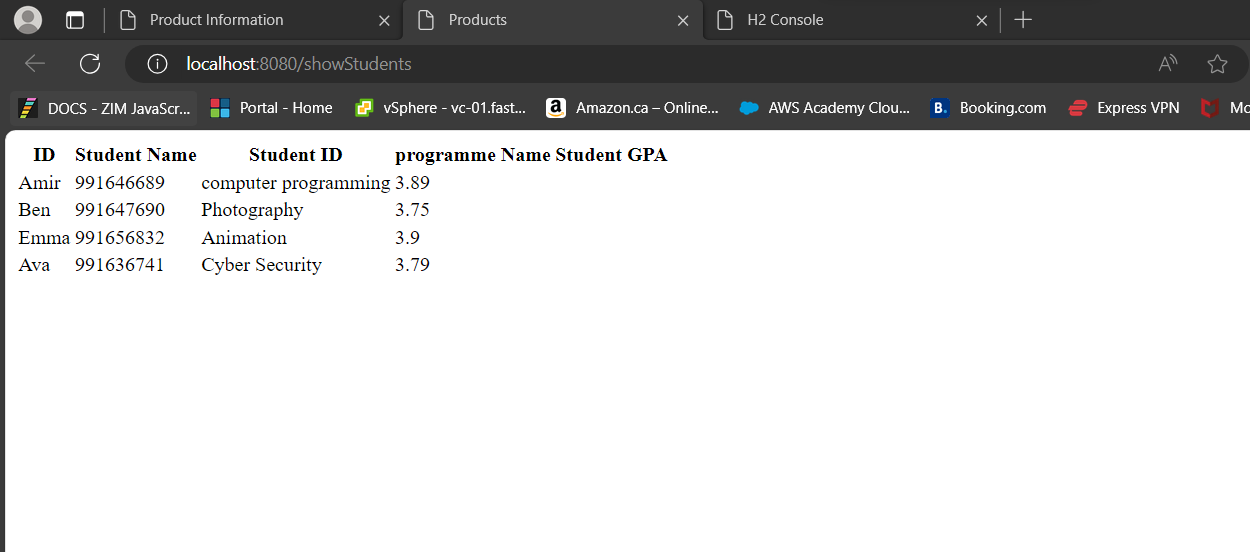 Product Information Products H2 Console
localhost:8080/showStudents
DOCS - ZIM JavaScr... Portal - Home vSphere - vc-01.fast... a Amazon.ca – Online... AWS Academy Clou... B. Booking.com Express VPN Mc
ID Student Name Student ID programme Name Student GPA
Amir 991646689 computer programming 3.89
Ben 991647690 Photography 3.75
Emma 991656832 Animation 3.9
Ava 991636741 Cyber Security 3.79